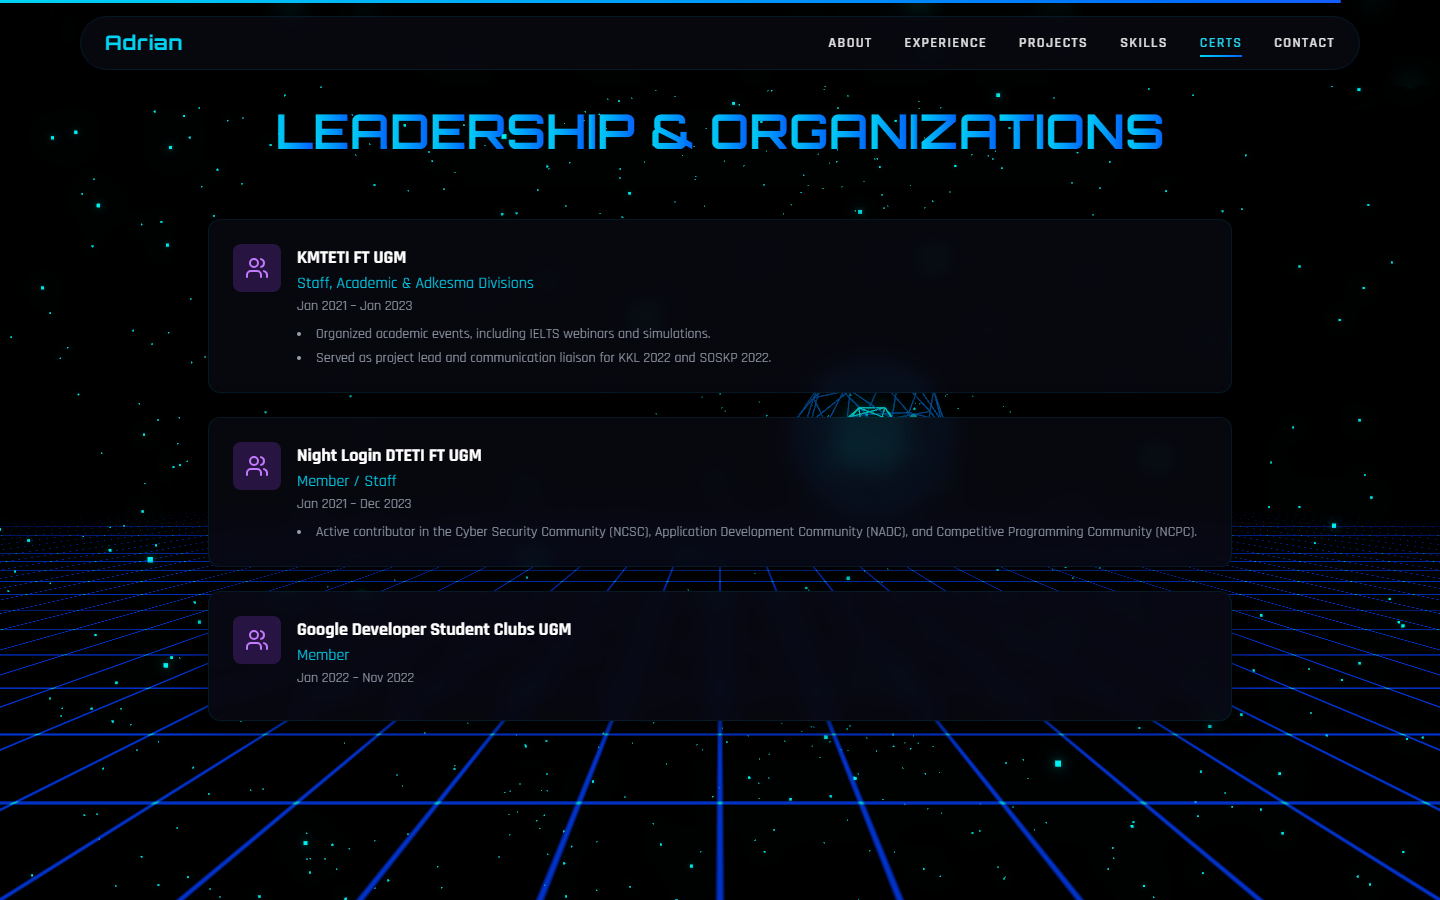 Adrian
ABOUT EXPERIENCE PROJECTS SKILLS CERTS CONTACT
LEADERSHIP & ORGANIZATIONS
KMTETI FT UGM
Staff, Academic & Adkesma Divisions
Jan 2021 – Jan 2023
• Organized academic events, including IELTS webinars and simulations.
• Served as project lead and communication liaison for KKL 2022 and SOSKP 2022.
Night Login DTETI FT UGM
Member / Staff
Jan 2021 – Dec 2023
• Active contributor in the Cyber Security Community (NCSC), Application Development Community (NADC), and Competitive Programming Community (NCPC).
Google Developer Student Clubs UGM
Member
Jan 2022 – Nov 2022